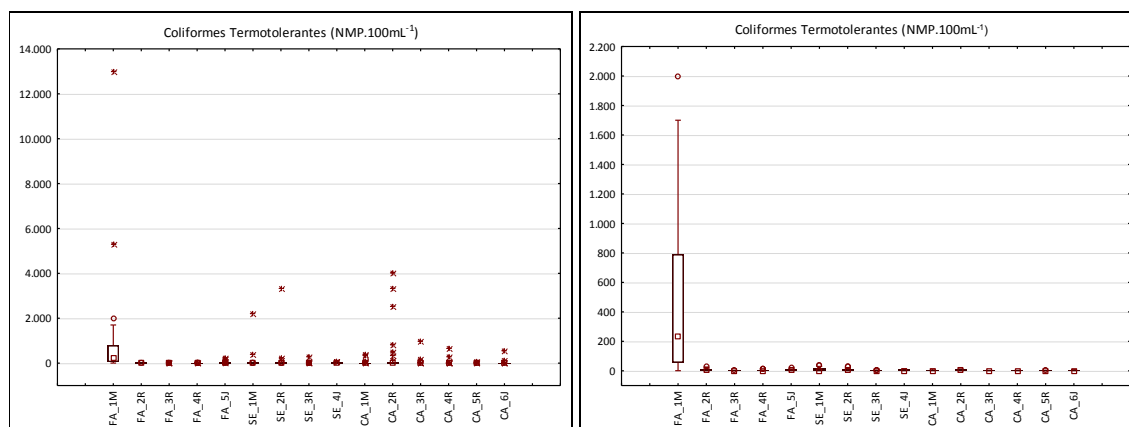 Coliformes Termotolerantes (NMP.100mL⁻¹)
14.000
12.000
10.000
8.000
6.000
4.000
2.000
0
FA_1M
FA_2R
FA_3R
FA_4R
FA_5J
SE_1M
SE_2R
SE_3R
SE_4J
CA_1M
CA_2R
CA_3R
CA_4R
CA_5R
CA_6J
Coliformes Termotolerantes (NMP.100mL⁻¹)
2.200
2.000
1.800
1.600
1.400
1.200
1.000
800
600
400
200
0
FA_1M
FA_2R
FA_3R
FA_4R
FA_5J
SE_1M
SE_2R
SE_3R
SE_4J
CA_1M
CA_2R
CA_3R
CA_4R
CA_5R
CA_6J